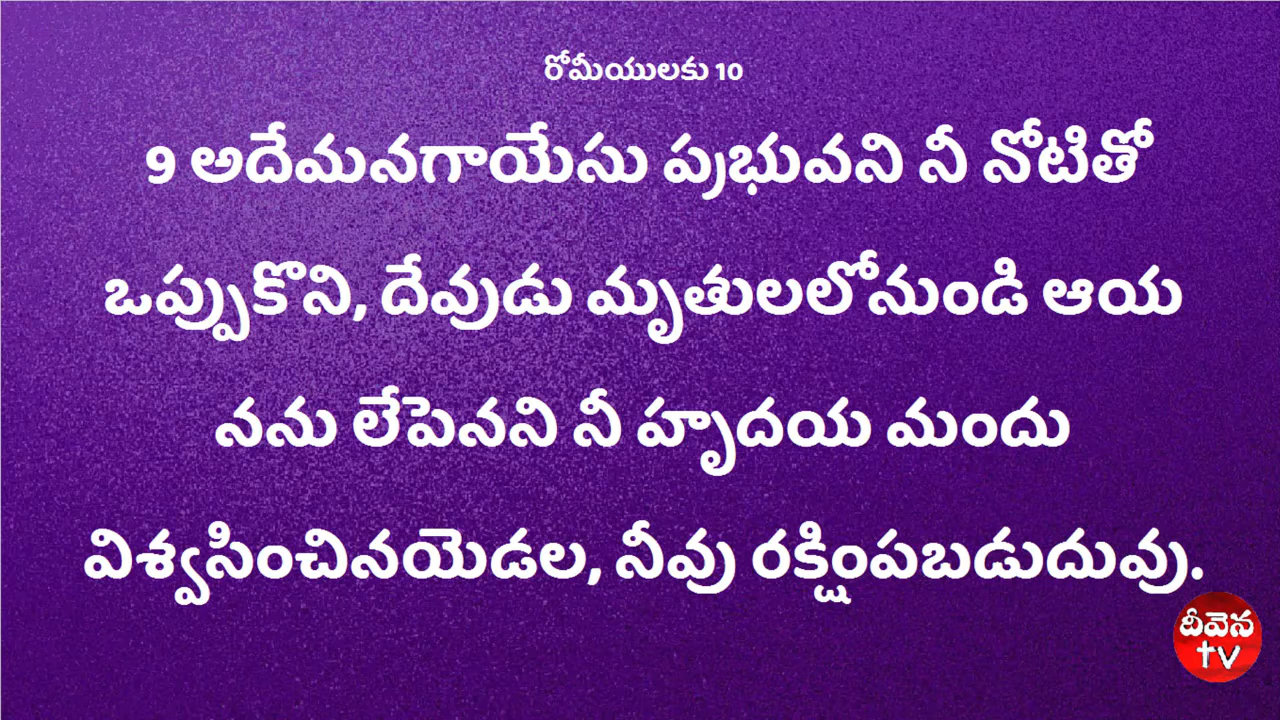 రోమీయులకు 10
9 అదేమనగాయేసు ప్రభువని నీ నోటితో
ఒప్పుకొని, దేవుడు మృతులలోనుండి ఆయ
నను లేపెనని నీ హృదయ మందు
విశ్వసించినయెడల, నీవు రక్షింపబడుదువు.
దీవెన
tv